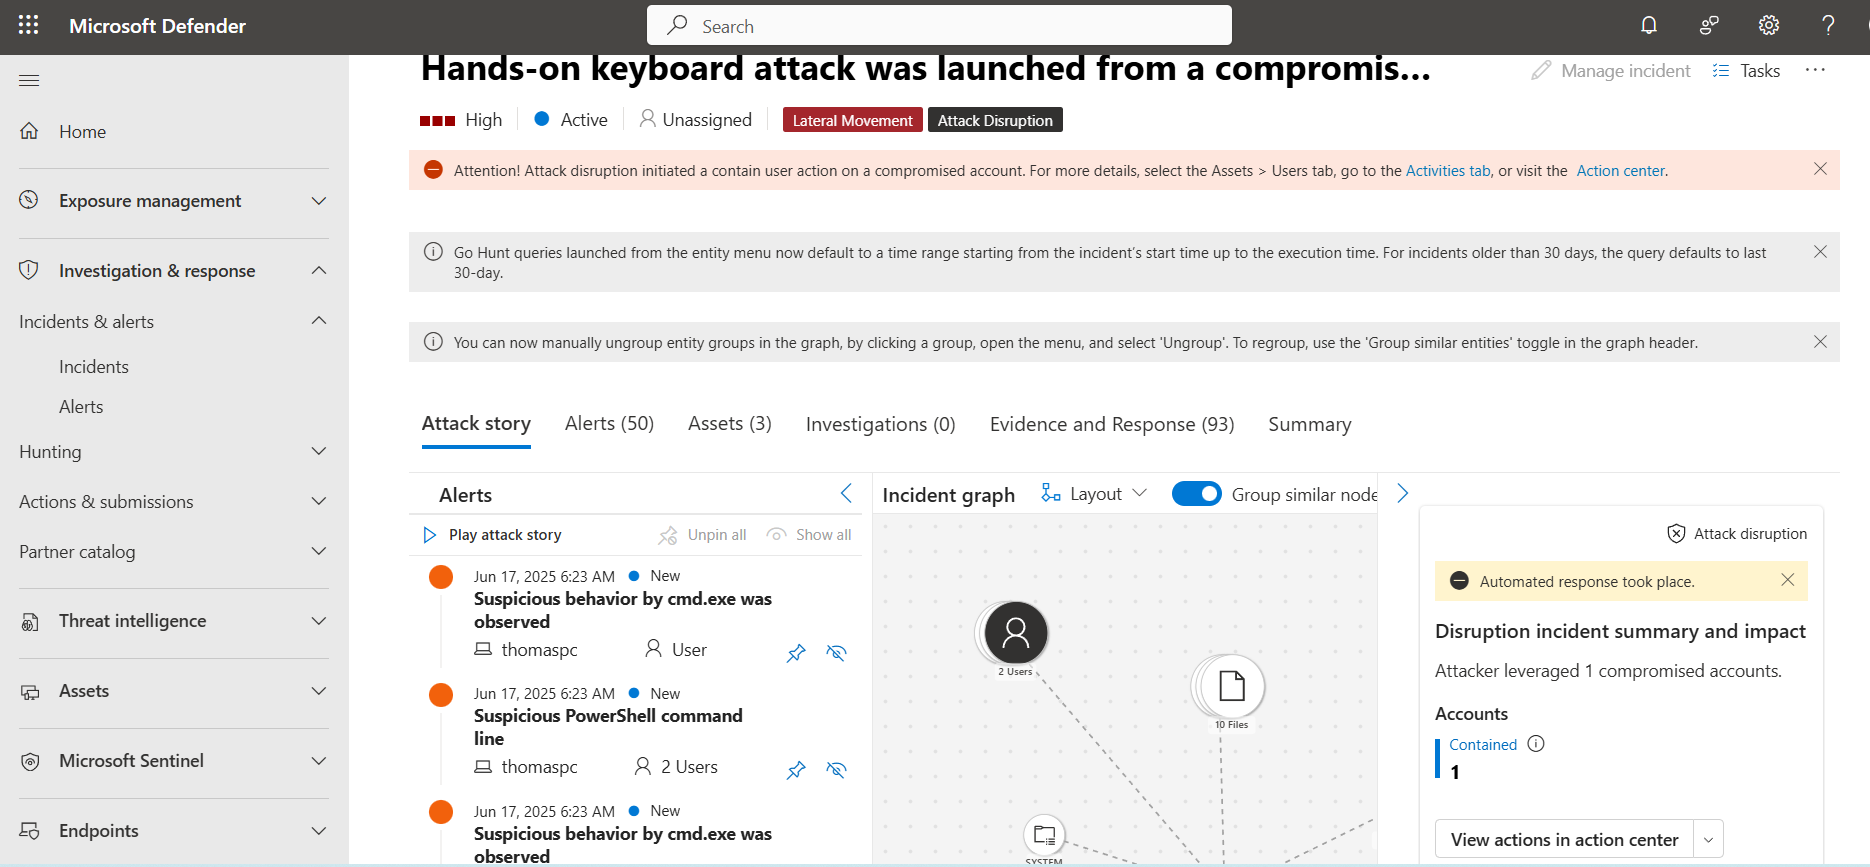 Microsoft Defender
Search
Home
Exposure management
Investigation & response
Incidents & alerts
Incidents
Alerts
Hunting
Actions & submissions
Partner catalog
Threat intelligence
Assets
Microsoft Sentinel
Endpoints
Hands-on keyboard attack was launched from a compromis...
Manage incident
Tasks
High
Active
Unassigned
Lateral Movement
Attack Disruption
Attention! Attack disruption initiated a contain user action on a compromised account. For more details, select the Assets > Users tab, go to the Activities tab, or visit the Action center.
Go Hunt queries launched from the entity menu now default to a time range starting from the incident's start time up to the execution time. For incidents older than 30 days, the query defaults to last
30-day.
You can now manually ungroup entity groups in the graph, by clicking a group, open the menu, and select 'Ungroup'. To regroup, use the 'Group similar entities' toggle in the graph header.
Attack story
Alerts (50)
Assets (3)
Investigations (0)
Evidence and Response (93)
Summary
Alerts
Play attack story
Unpin all
Show all
Jun 17, 2025 6:23 AM
New
Suspicious behavior by cmd.exe was
observed
thomaspc
User
Jun 17, 2025 6:23 AM
New
Suspicious PowerShell command
line
thomaspc
2 Users
Jun 17, 2025 6:23 AM
New
Suspicious behavior by cmd.exe was
observed
Incident graph
Layout
Group similar node
2 Users
10 Files
SYSTEM
Attack disruption
Automated response took place.
Disruption incident summary and impact
Attacker leveraged 1 compromised accounts.
Accounts
Contained
1
View actions in action center